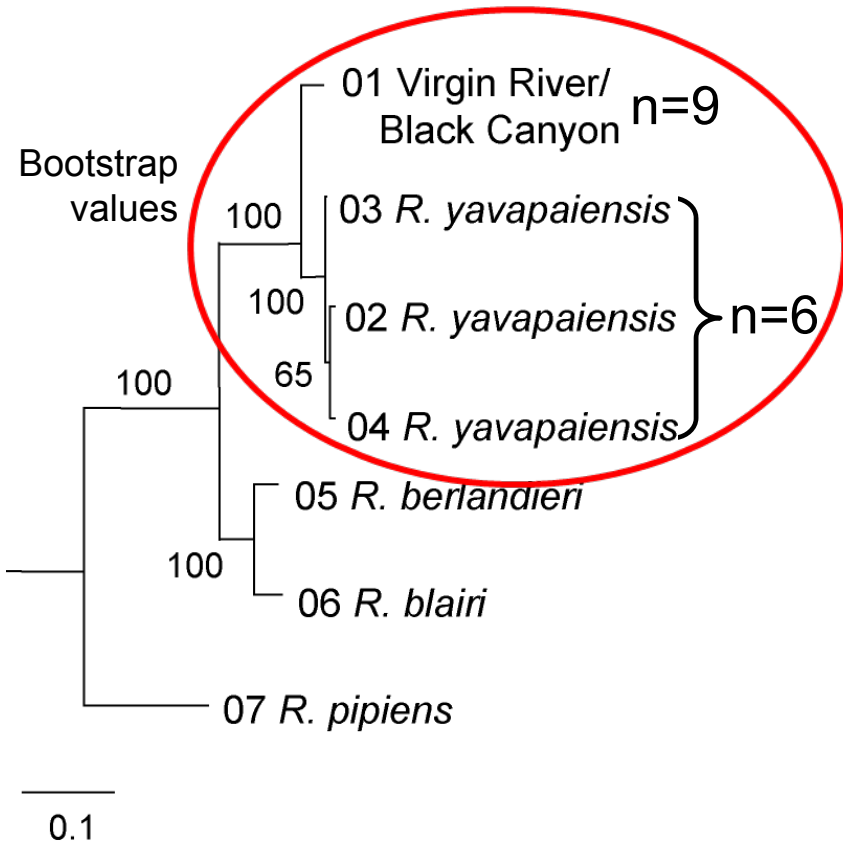 01 Virgin River/
Black Canyon
n=9
Bootstrap
values
100
03 R. yavapaiensis
100
02 R. yavapaiensis
n=6
65
100
04 R. yavapaiensis
05 R. berlandieri
100
06 R. blairi
07 R. pipiens
0.1